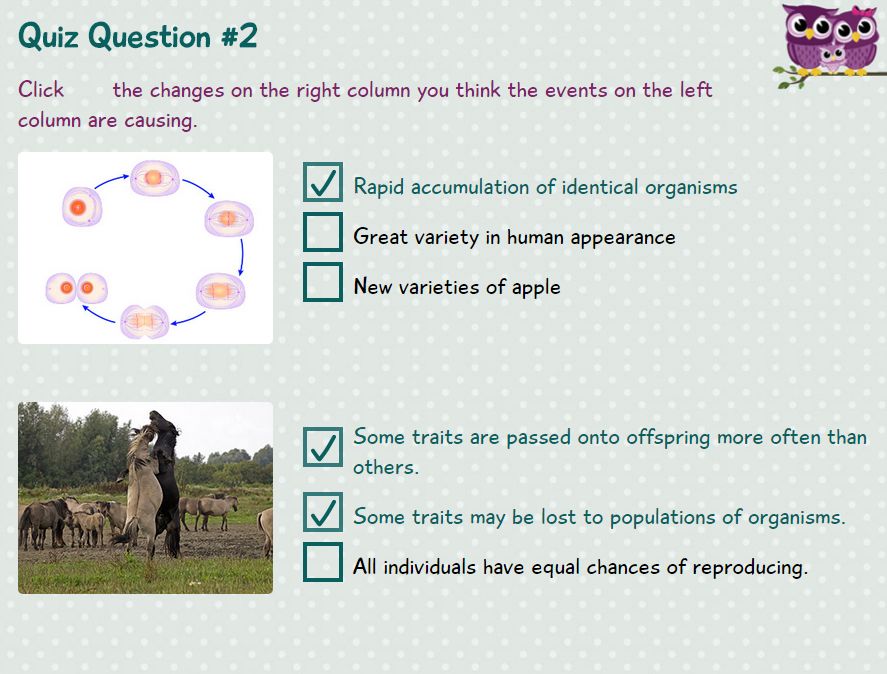 Quiz Question #2
Click the changes on the right column you think the events on the left
column are causing.
Rapid accumulation of identical organisms
Great variety in human appearance
New varieties of apple
Some traits are passed onto offspring more often than
others.
Some traits may be lost to populations of organisms.
All individuals have equal chances of reproducing.